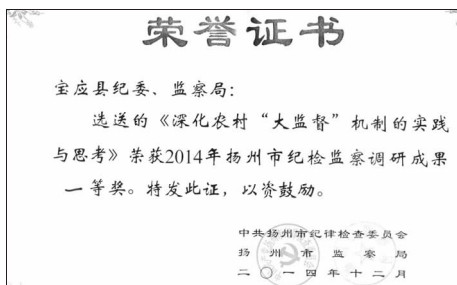 荣誉证书
宝应县纪委、监察局：
选送的《深化农村“大监督”机制的实践
与思考》荣获2014年扬州市纪检监察调研成果
一等奖。特发此证，以资鼓励。
中共扬州市纪律检查委员会
扬州市监察局
二〇一四年十二月